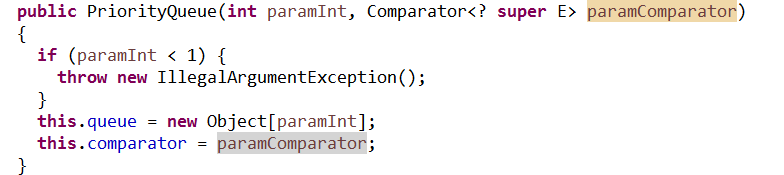 public PriorityQueue(int paramInt, Comparator<? super E> paramComparator)
{
  if (paramInt < 1) {
    throw new IllegalArgumentException();
  }
  this.queue = new Object[paramInt];
  this.comparator = paramComparator;
}